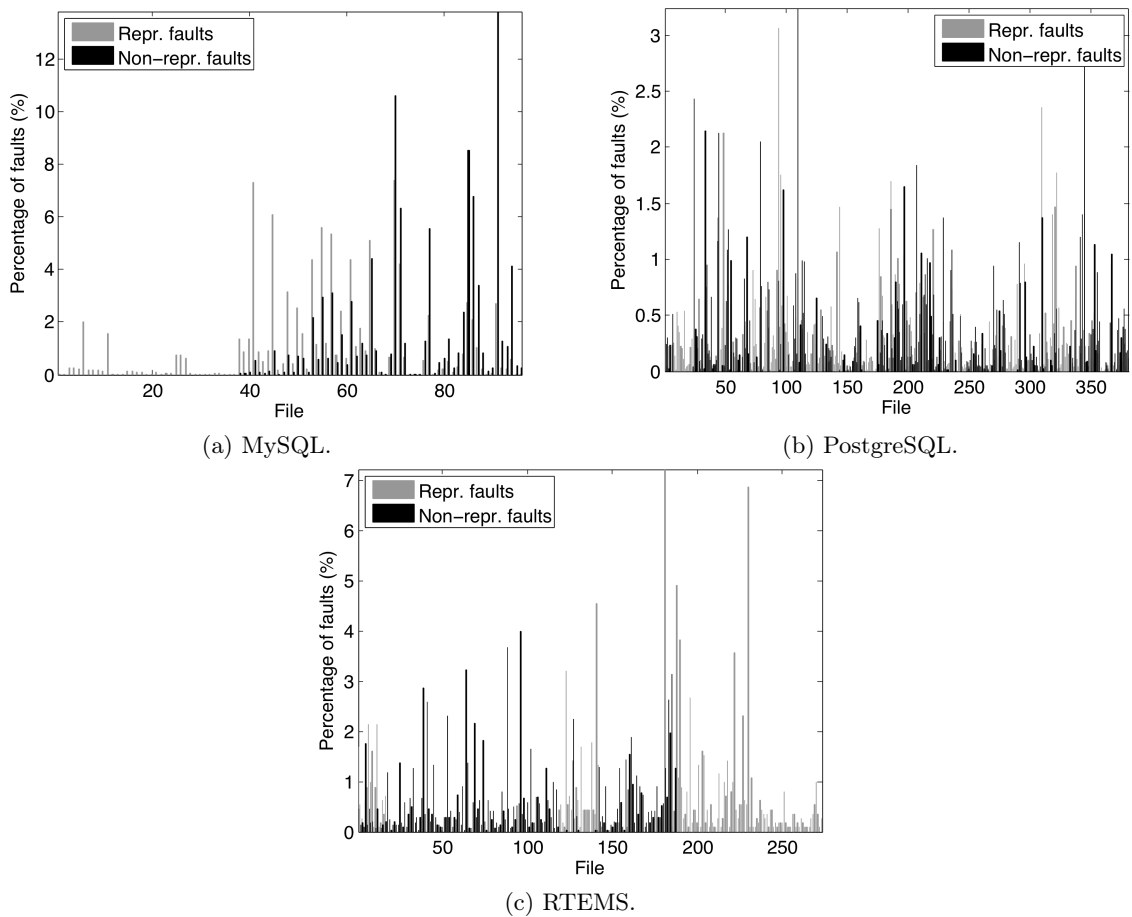 Percentage of faults (%)
12
10
8
6
4
2
0
Repr. faults
Non-repr. faults
20
40
60
80
File
(a) MySQL.
Percentage of faults (%)
3
2.5
2
1.5
1
0.5
0
Repr. faults
Non-repr. faults
50
100
150
200
250
300
350
File
(b) PostgreSQL.
Percentage of faults (%)
7
6
5
4
3
2
1
0
Repr. faults
Non-repr. faults
50
100
150
200
250
File
(c) RTEMS.